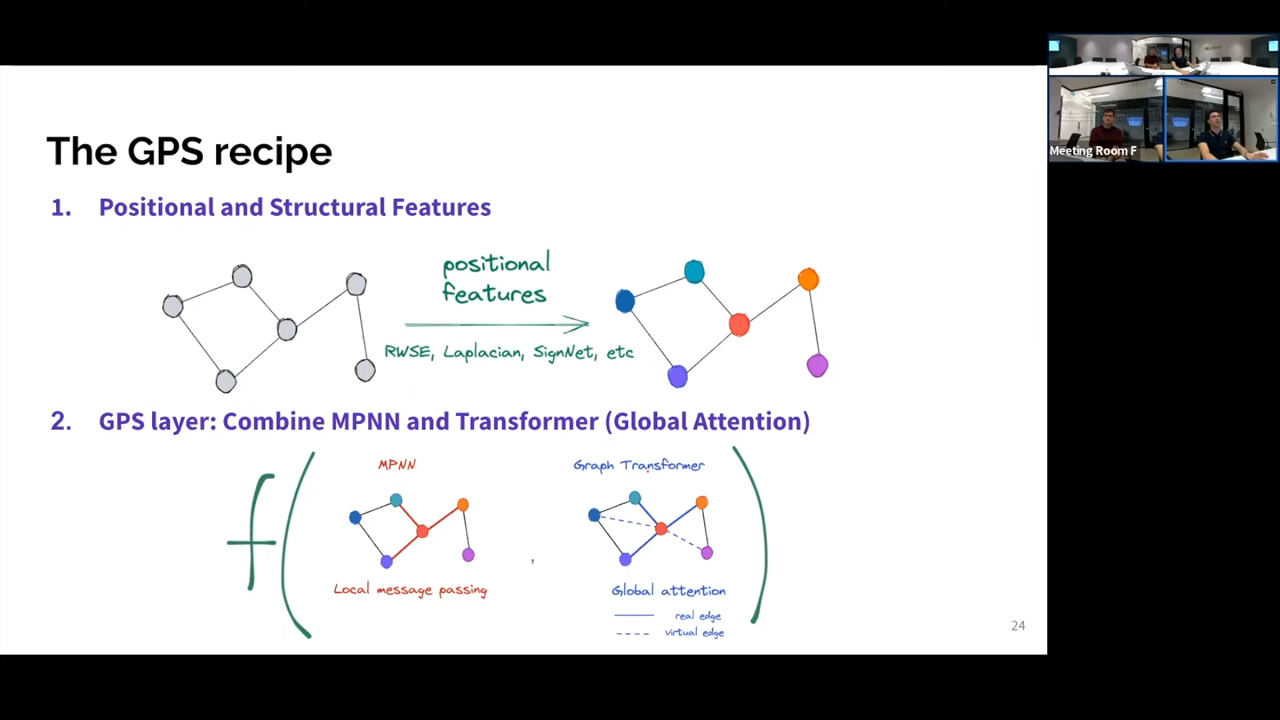 The GPS recipe
1. Positional and Structural Features
positional
features
RWSE, Laplacian, SignNet, etc
2. GPS layer: Combine MPNN and Transformer (Global Attention)
f( , )
MPNN
Graph Transformer
Local message passing
Global attention
real edge
virtual edge
24
Meeting Room F